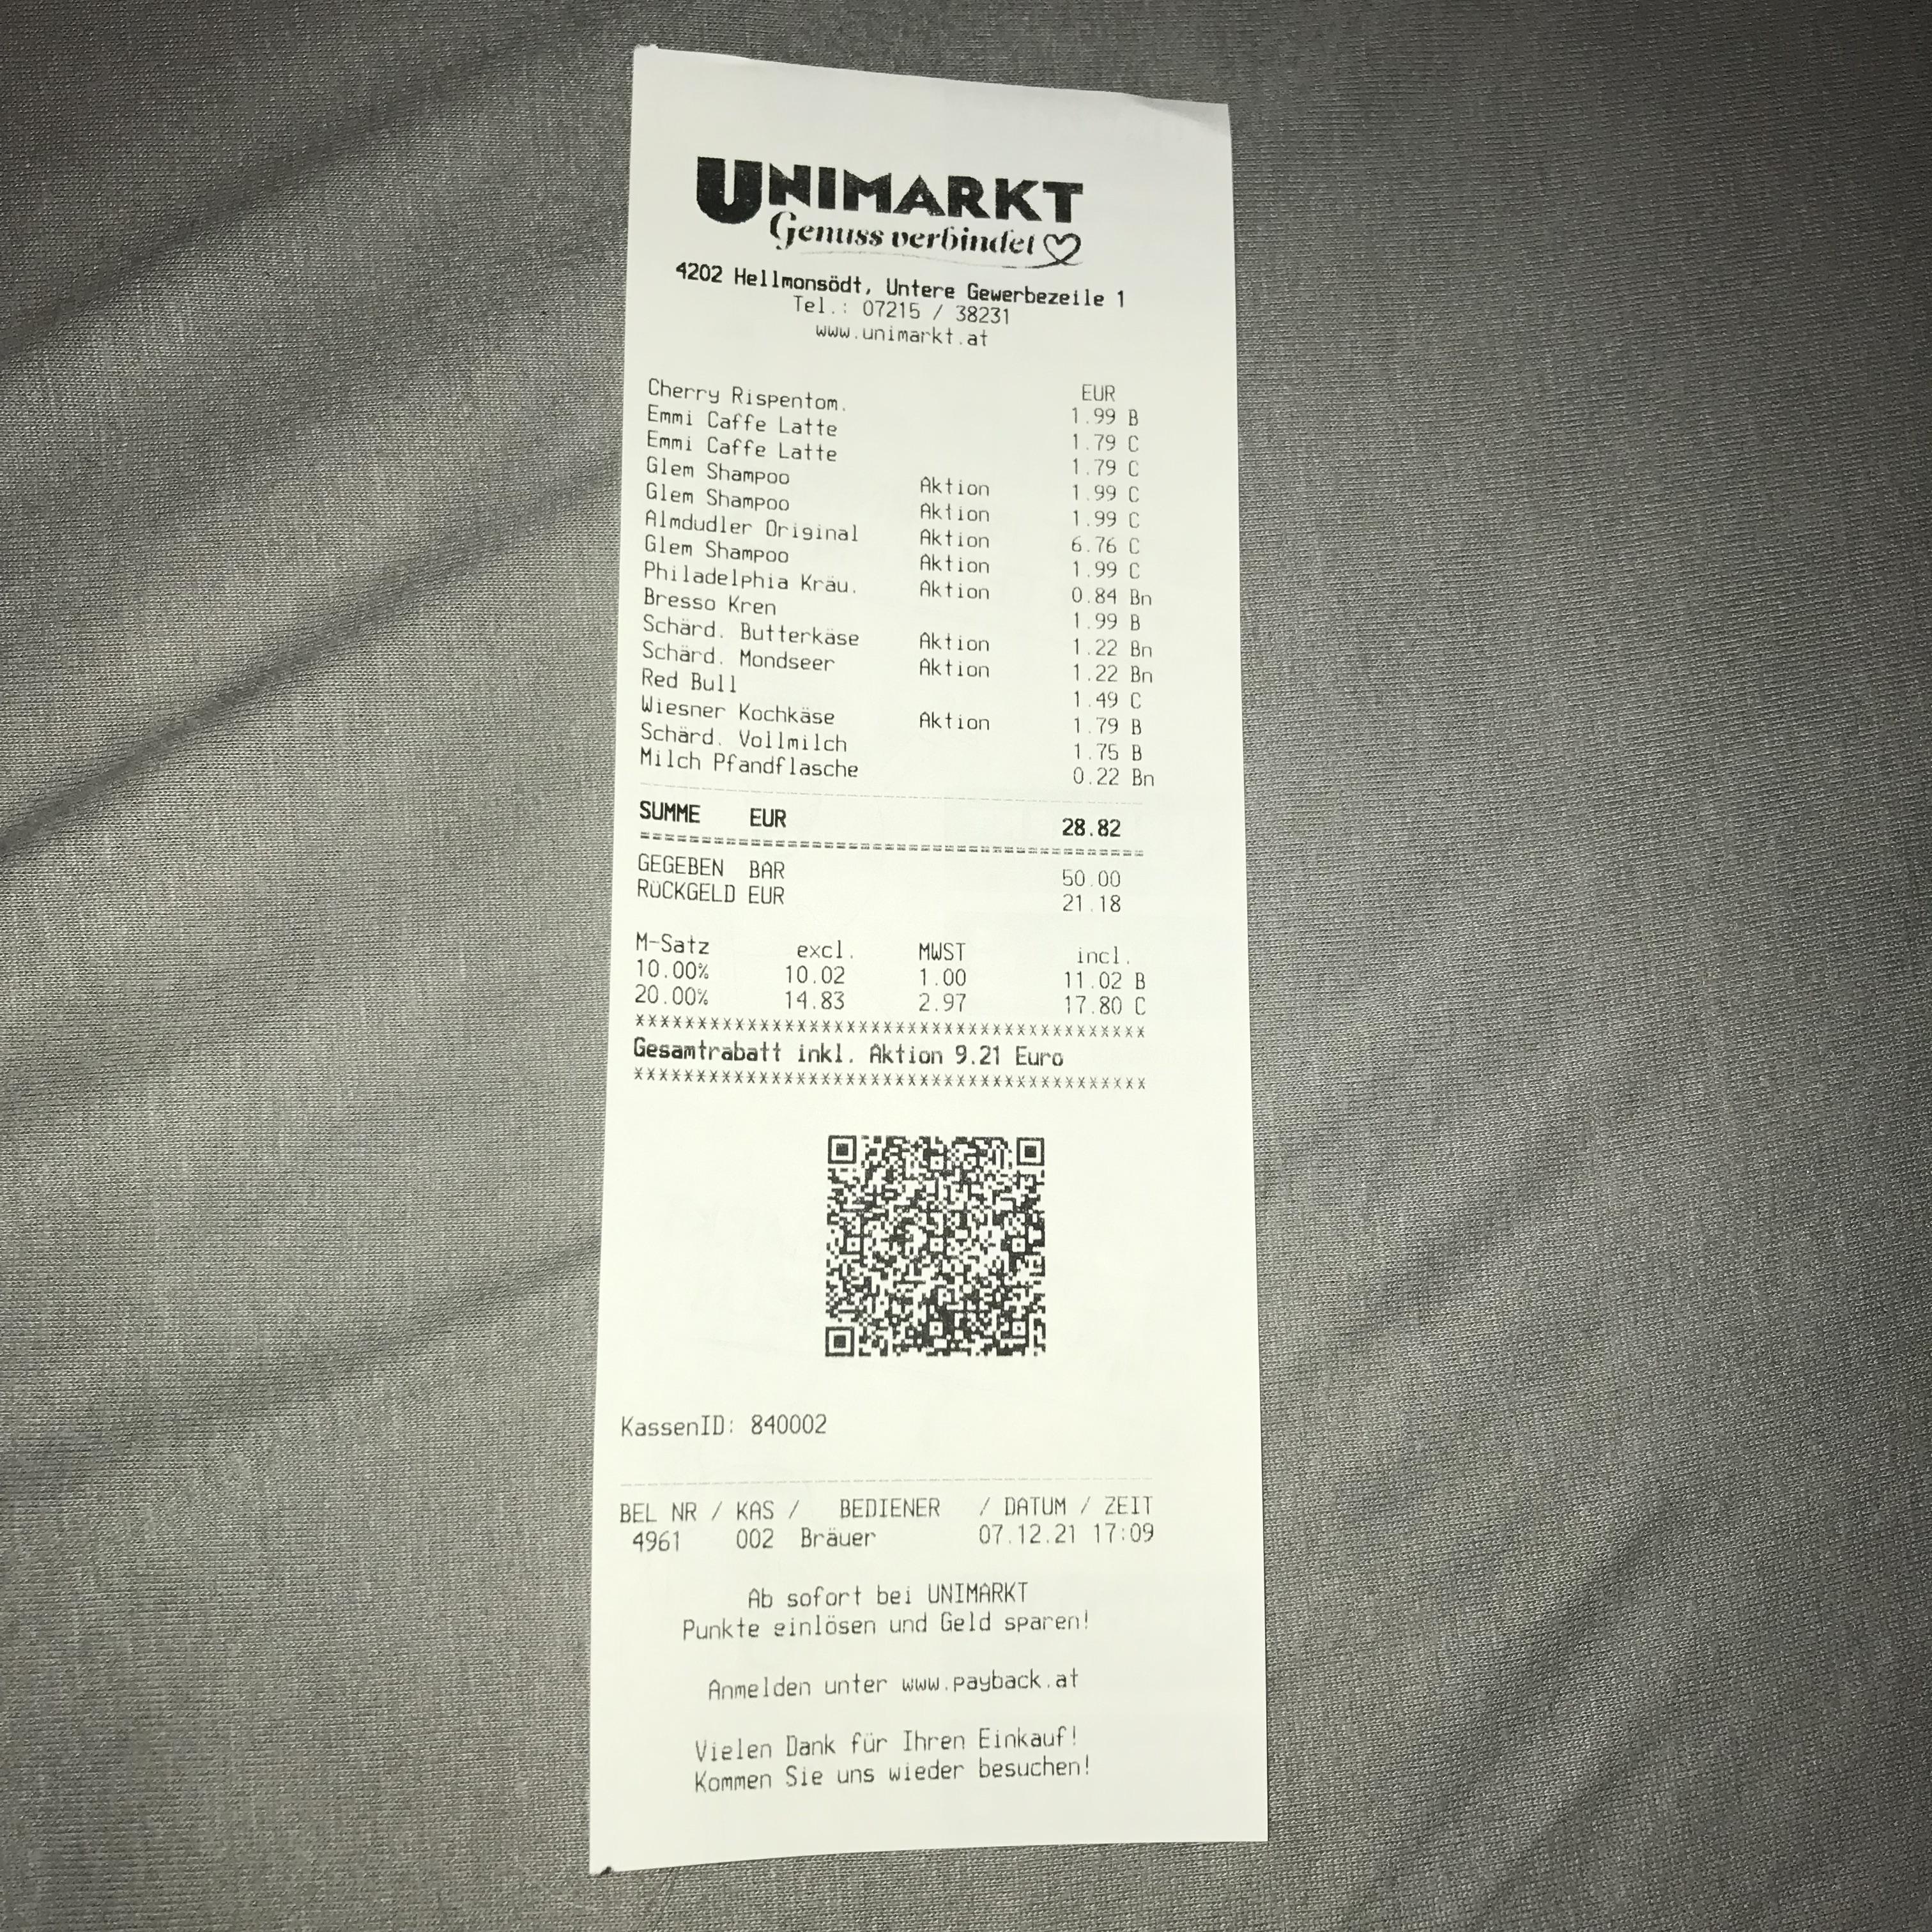 UNIMARKT
Genuss verbindet
4202 Hellmonsödt, Untere Gewerbezeile 1
Tel.: 07215 / 38231
www.unimarkt.at
EUR
Cherry Rispentom. 1.99 B
Emmi Caffe Latte 1.79 C
Emmi Caffe Latte 1.79 C
Glem Shampoo Aktion 1.99 C
Glem Shampoo Aktion 1.99 C
Almdudler Original Aktion 6.76 C
Glem Shampoo Aktion 1.99 C
Philadelphia Kräu. Aktion 0.84 Bn
Bresso Kren 1.99 B
Schärd. Butterkäse Aktion 1.22 Bn
Schärd. Mondseer Aktion 1.22 Bn
Red Bull 1.49 C
Wiesner Kochkäse Aktion 1.79 B
Schärd. Vollmilch 1.75 B
Milch Pfandflasche 0.22 Bn
SUMME EUR 28.82
========================================
GEGEBEN BAR 50.00
RÜCKGELD EUR 21.18
M-Satz excl. MWST incl.
10.00% 10.02 1.00 11.02 B
20.00% 14.83 2.97 17.80 C
****************************************
Gesamtrabatt inkl. Aktion 9.21 Euro
****************************************
KassenID: 840002
BEL NR / KAS / BEDIENER / DATUM / ZEIT
4961 002 Bräuer 07.12.21 17:09
Ab sofort bei UNIMARKT
Punkte einlösen und Geld sparen!
Anmelden unter www.payback.at
Vielen Dank für Ihren Einkauf!
Kommen Sie uns wieder besuchen!